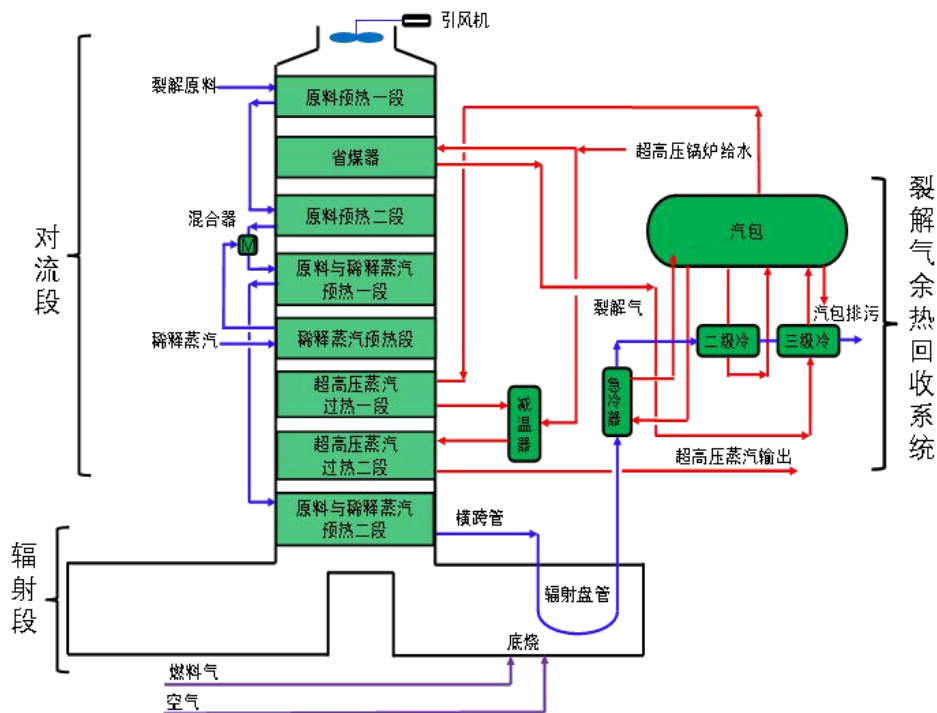 引风机
裂解原料
原料预热一段
省煤器
超高压锅炉给水
原料预热二段
混合器
M
汽包
原料与稀释蒸汽
预热一段
裂解气
汽包排污
稀释蒸汽
稀释蒸汽预热段
二级冷
三级冷
超高压蒸汽
过热一段
减温器
急冷器
超高压蒸汽
过热二段
超高压蒸汽输出
原料与稀释蒸汽
预热二段
横跨管
辐射盘管
底烧
燃料气
空气
对流段
辐射段
裂解气余热回收系统